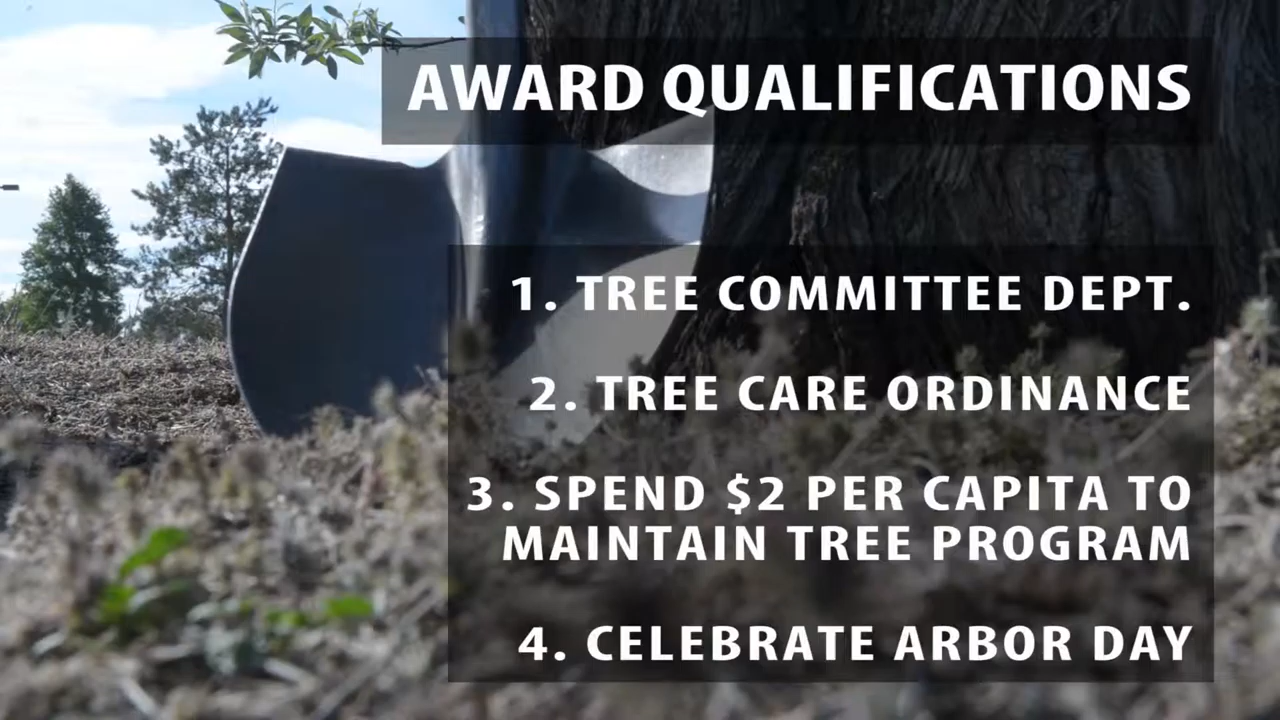 AWARD QUALIFICATIONS
1. TREE COMMITTEE DEPT.
2. TREE CARE ORDINANCE
3. SPEND $2 PER CAPITA TO
MAINTAIN TREE PROGRAM
4. CELEBRATE ARBOR DAY